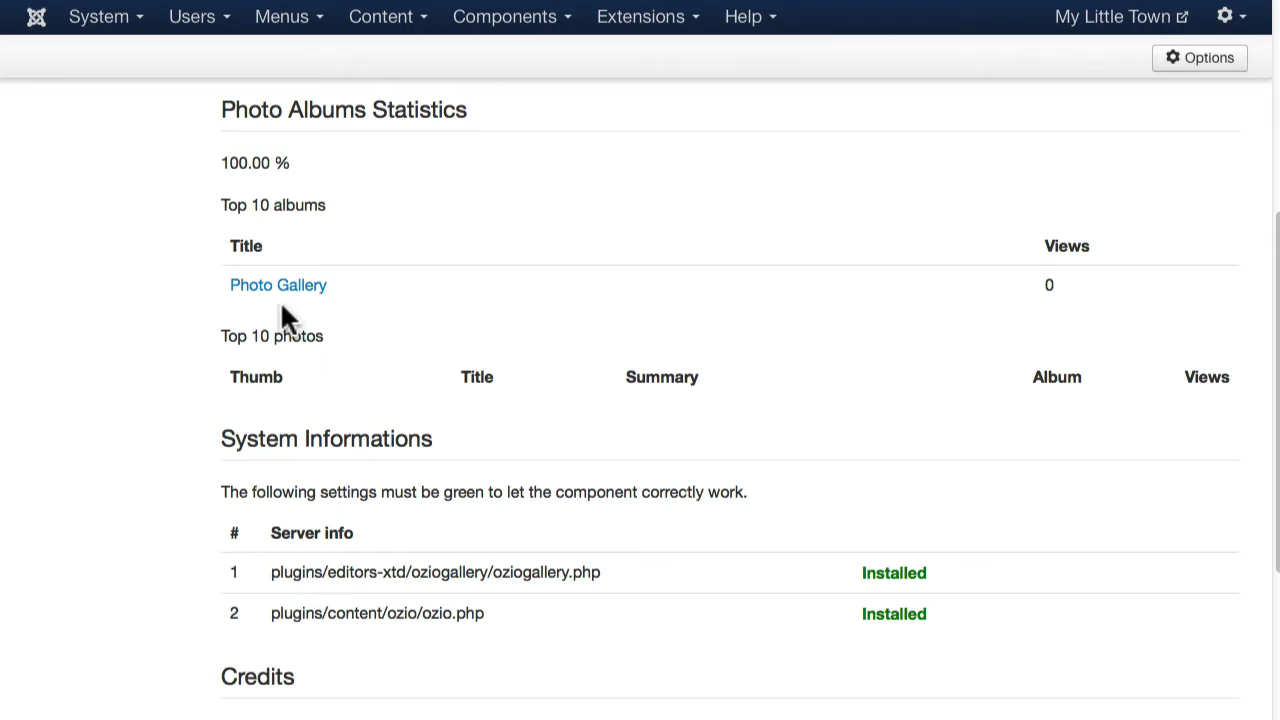 System Users Menus Content Components Extensions Help My Little Town
Options
Photo Albums Statistics
100.00 %
Top 10 albums
Title Views
Photo Gallery 0
Top 10 photos
Thumb Title Summary Album Views
System Informations
The following settings must be green to let the component correctly work.
# Server info
1 plugins/editors-xtd/oziogallery/oziogallery.php Installed
2 plugins/content/ozio/ozio.php Installed
Credits